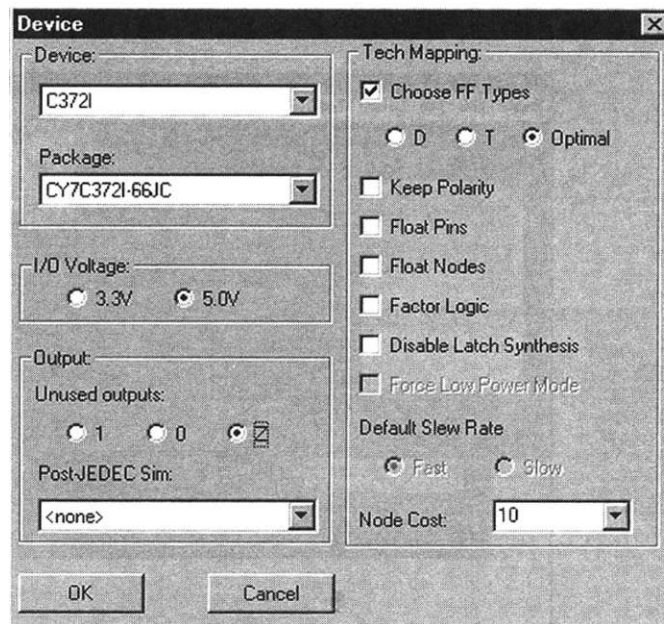 Device
Device:
C372I
Package:
CY7C372I-66JC
I/O Voltage:
3.3V 5.0V
Output:
Unused outputs:
1 0 Z
Post-JEDEC Sim:
<none>
OK Cancel
Tech Mapping:
Choose FF Types
D T Optimal
Keep Polarity
Float Pins
Float Nodes
Factor Logic
Disable Latch Synthesis
Force Low Power Mode
Default Slew Rate
Fast Slow
Node Cost: 10